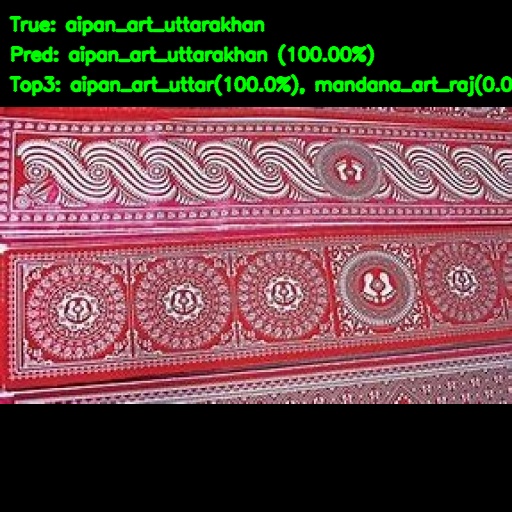 True: aipan_art_uttarakhan
Pred: aipan_art_uttarakhan (100.00%)
Top3: aipan_art_uttar(100.0%), mandana_art_raj(0.0